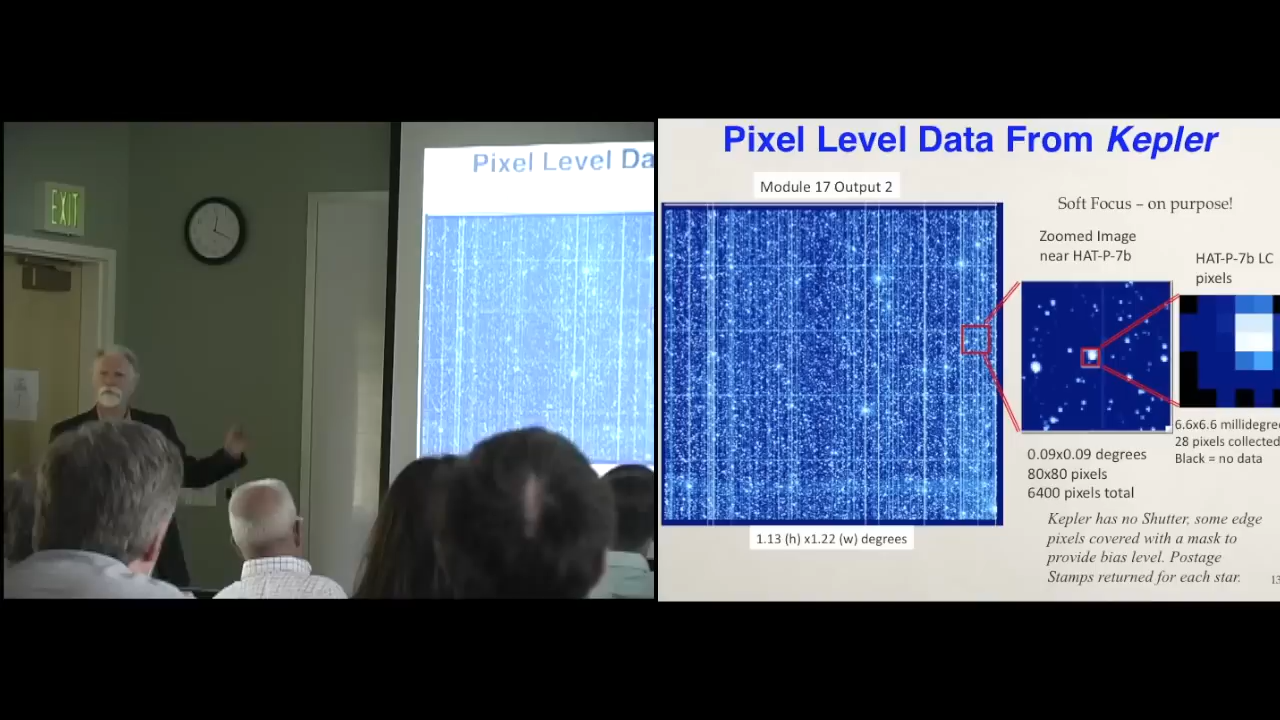 EXIT
Pixel Level Da
Pixel Level Data From Kepler
Module 17 Output 2
Soft Focus – on purpose!
Zoomed Image
near HAT-P-7b
HAT-P-7b LC
pixels
0.09x0.09 degrees
80x80 pixels
6400 pixels total
6.6x6.6 millidegre
28 pixels collected
Black = no data
1.13 (h) x1.22 (w) degrees
Kepler has no Shutter, some edge
pixels covered with a mask to
provide bias level. Postage
Stamps returned for each star.
13